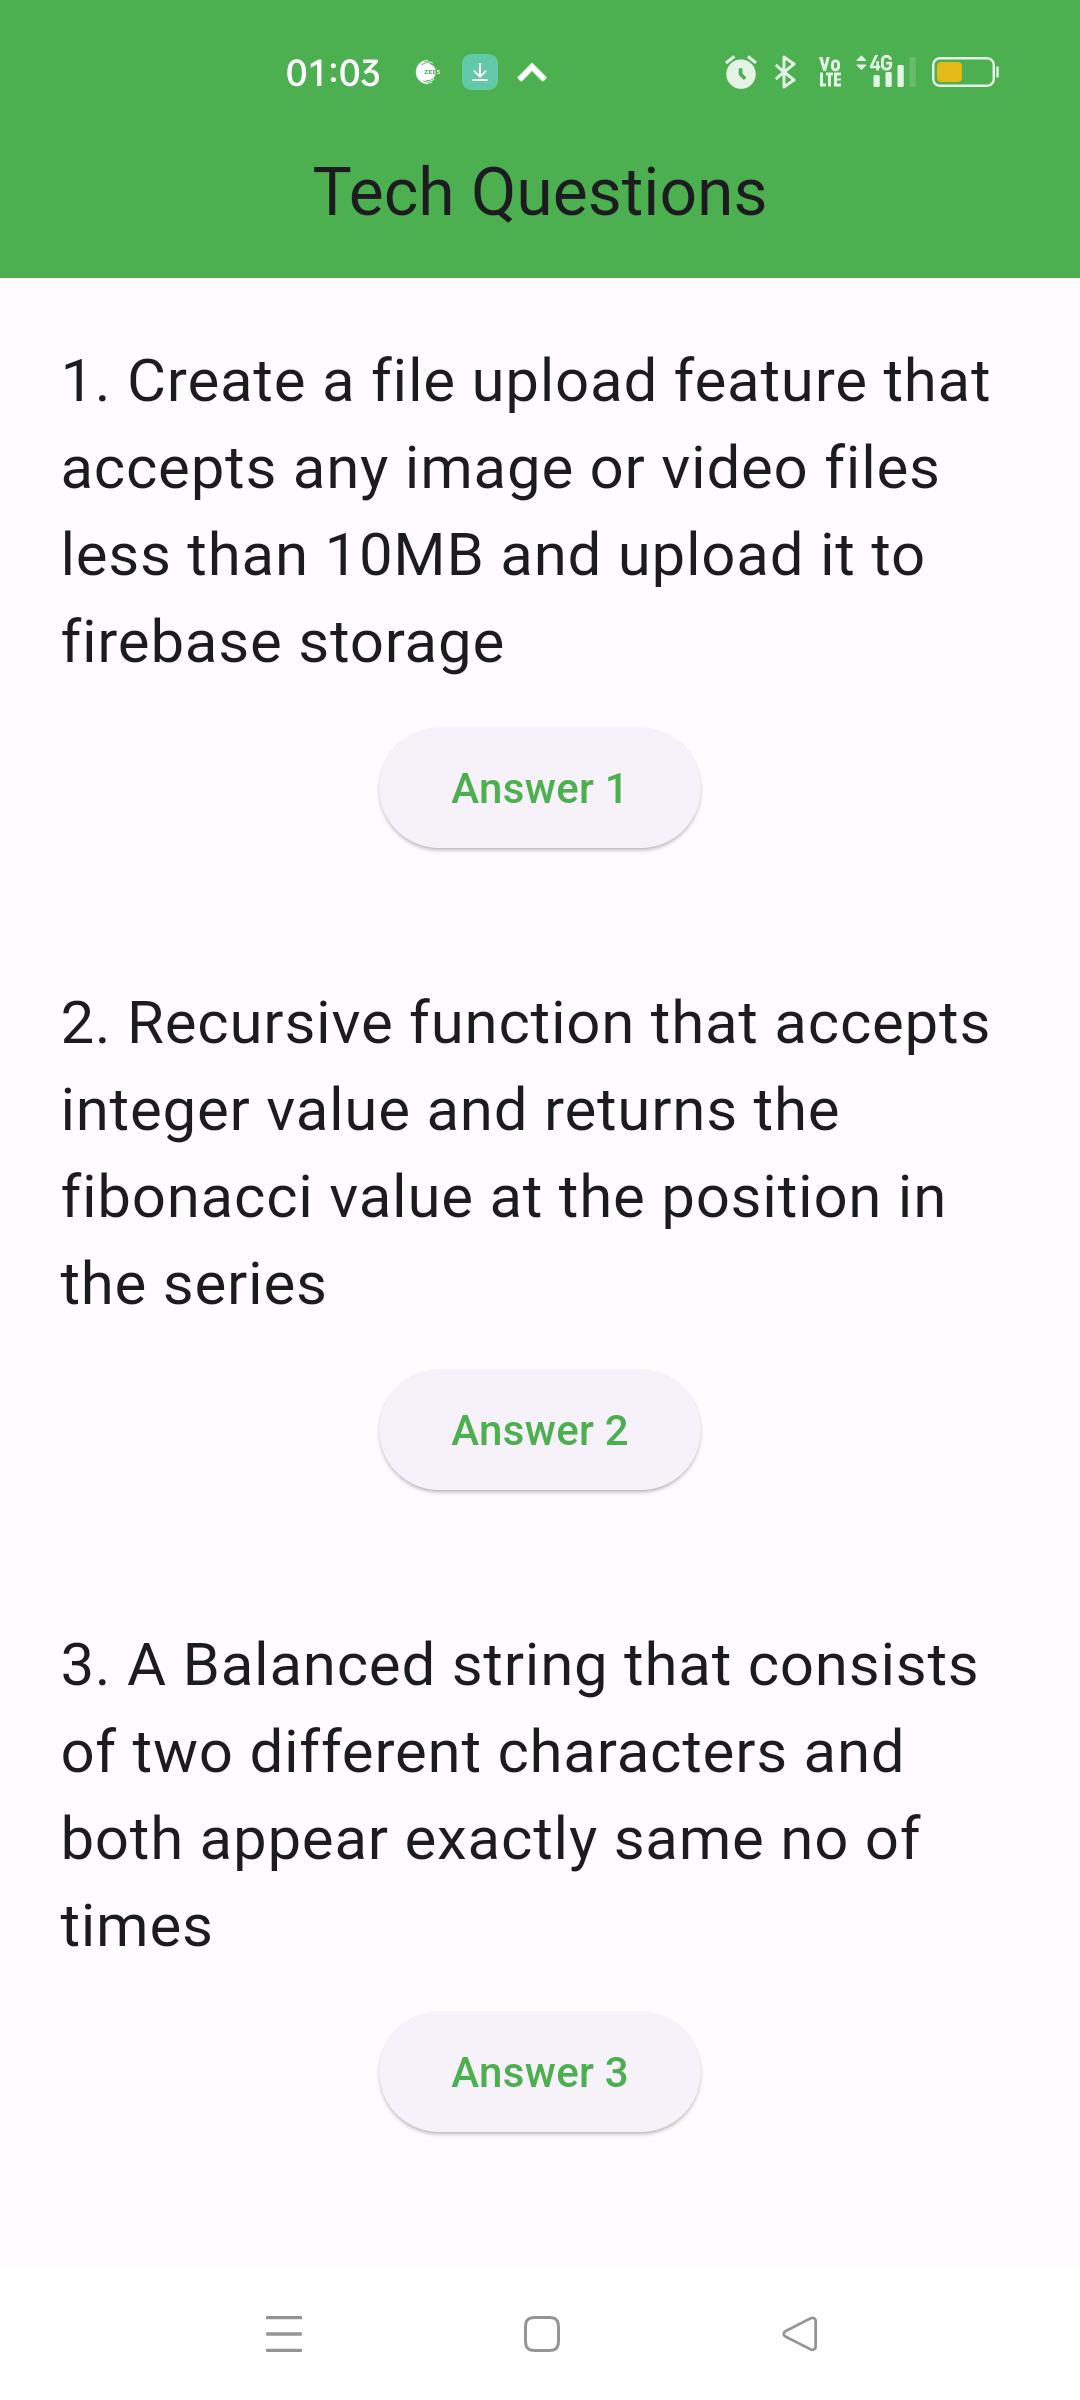 01:03
Vo
LTE
4G
Tech Questions
1. Create a file upload feature that
accepts any image or video files
less than 10MB and upload it to
firebase storage
Answer 1
2. Recursive function that accepts
integer value and returns the
fibonacci value at the position in
the series
Answer 2
3. A Balanced string that consists
of two different characters and
both appear exactly same no of
times
Answer 3